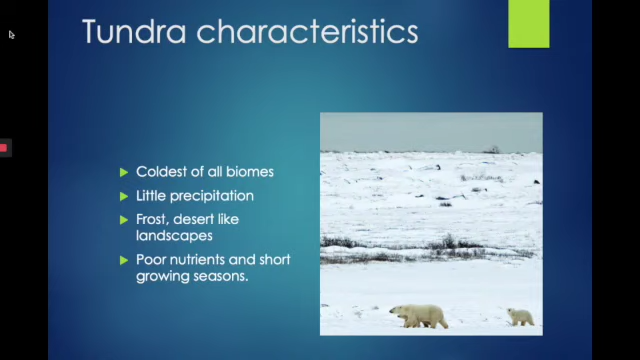 Tundra characteristics
Coldest of all biomes
Little precipitation
Frost, desert like
landscapes
Poor nutrients and short
growing seasons.